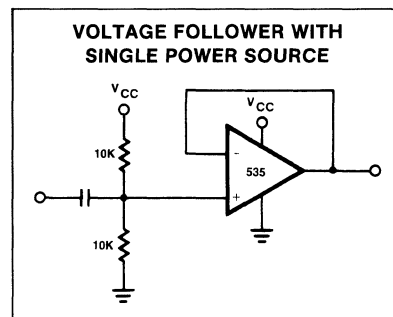 VOLTAGE FOLLOWER WITH
SINGLE POWER SOURCE
VCC
VCC
10K
-
535
+
10K